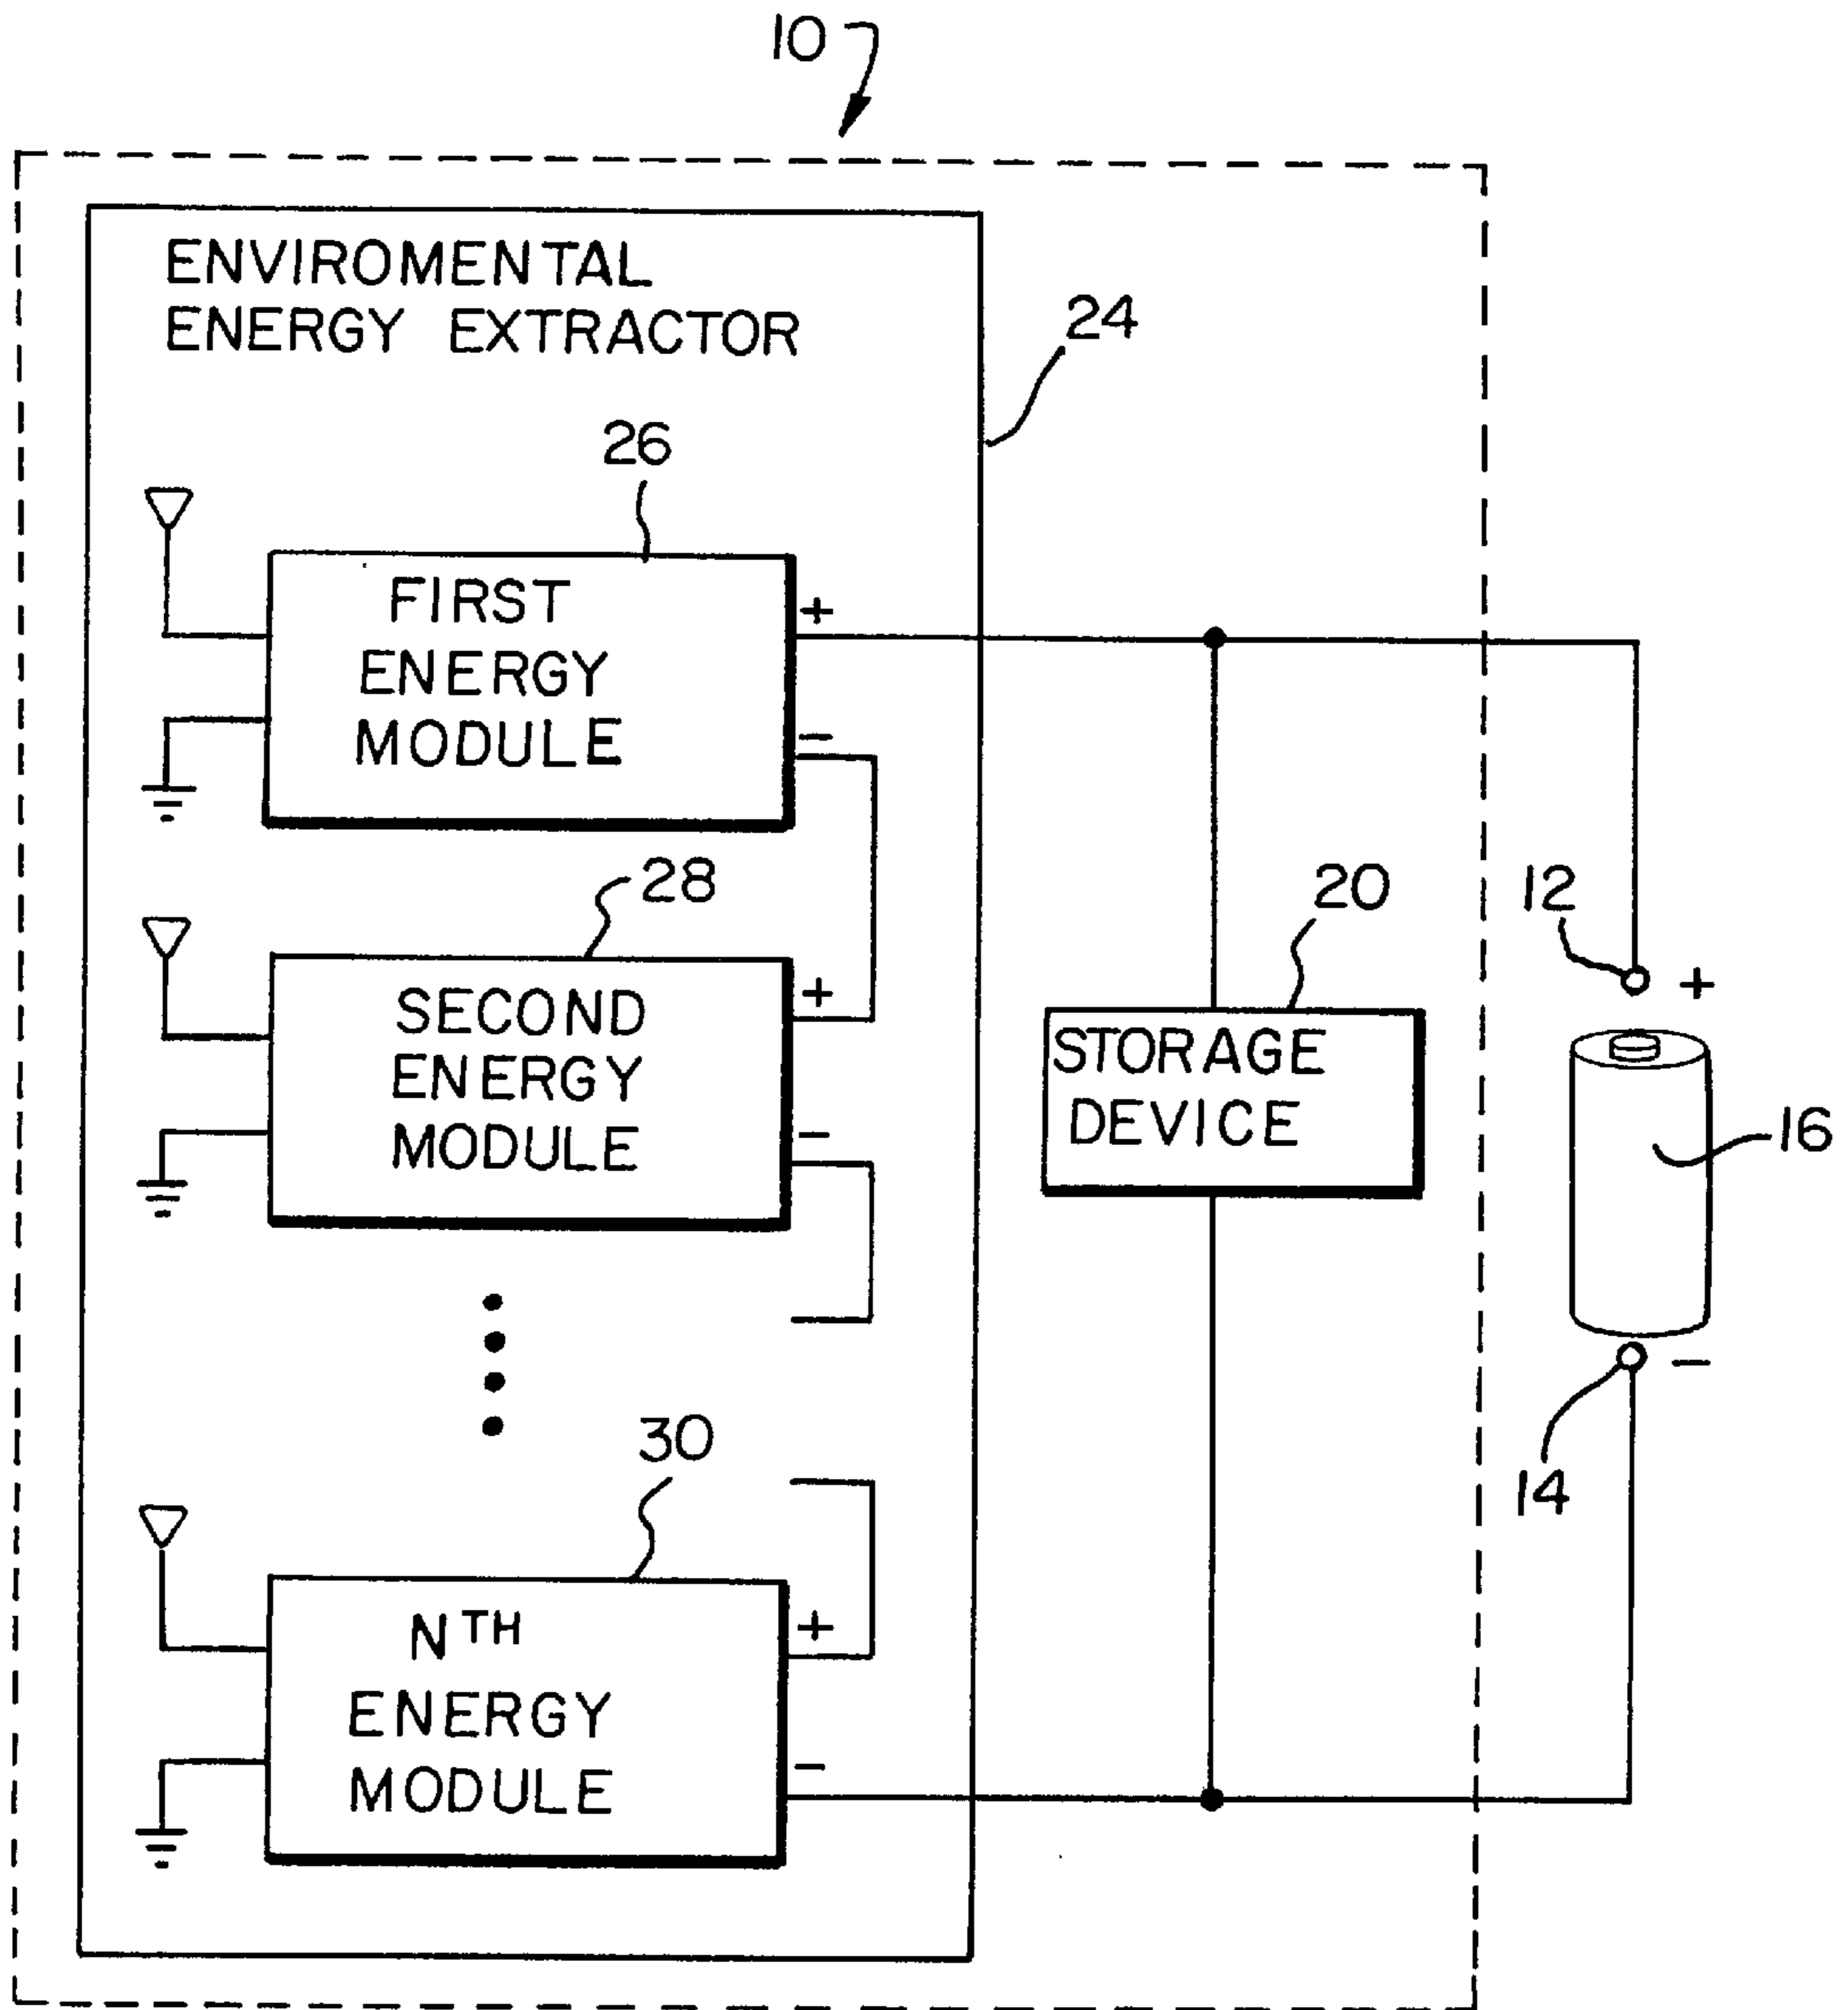 10
ENVIROMENTAL
ENERGY EXTRACTOR
24
26
FIRST
ENERGY
MODULE
+
-
28
SECOND
ENERGY
MODULE
+
-
20
STORAGE
DEVICE
12
+
16
-
14
30
NTH
ENERGY
MODULE
+
-